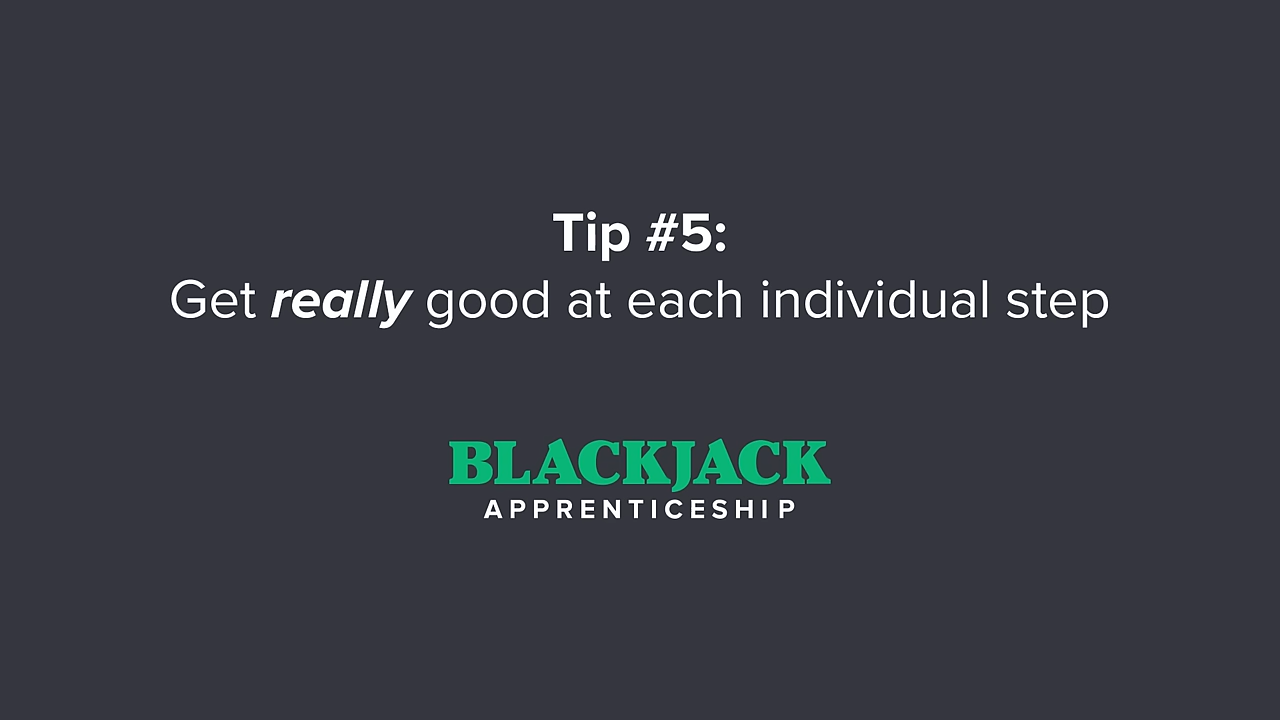 Tip #5:
Get really good at each individual step
BLACKJACK
APPRENTICESHIP